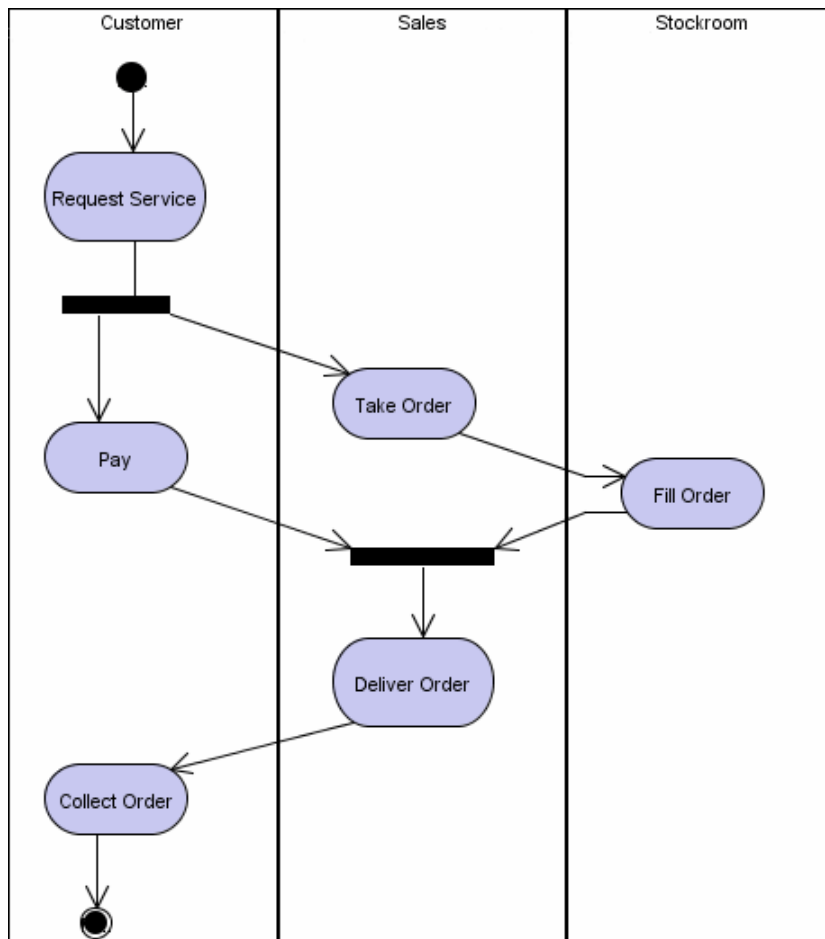 Customer
Sales
Stockroom
Request Service
Take Order
Pay
Fill Order
Deliver Order
Collect Order